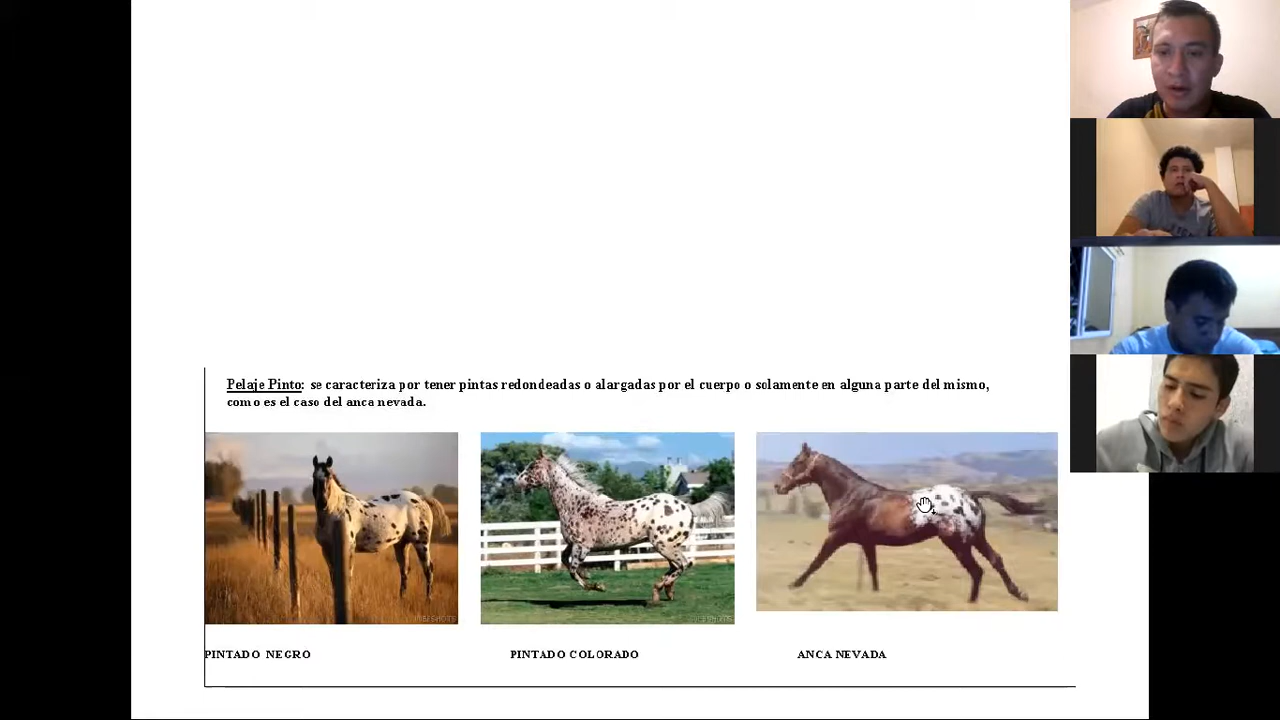 Pelaje Pinto: se caracteriza por tener pintas redondeadas o alargadas por el cuerpo o solamente en alguna parte del mismo,
como es el caso del anca nevada.
PINTADO NEGRO
PINTADO COLORADO
ANCA NEVADA